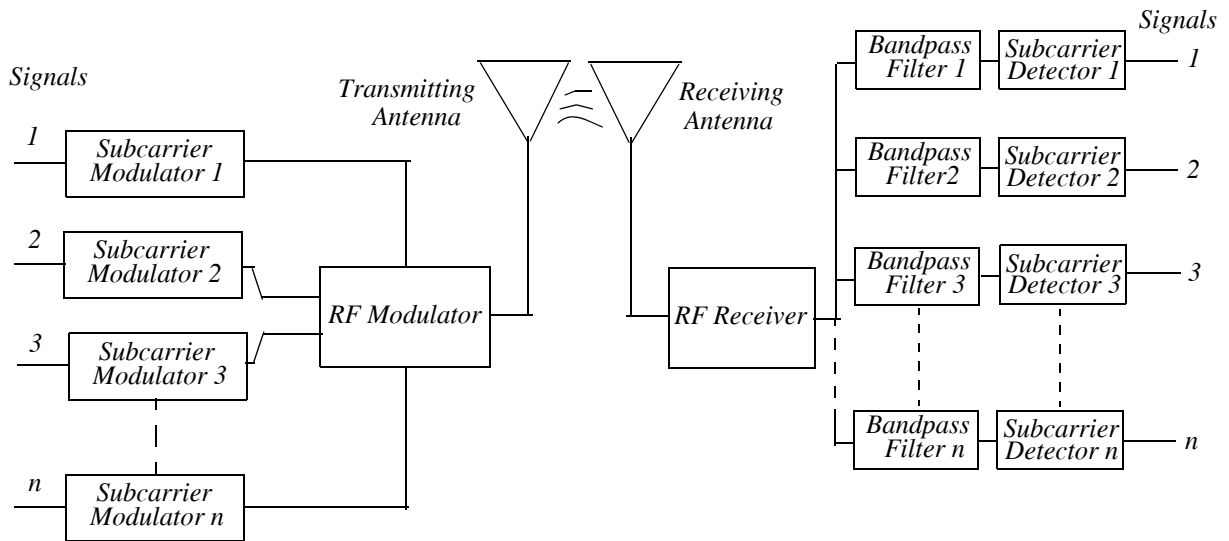 Signals
1
Subcarrier
Modulator 1
2
Subcarrier
Modulator 2
3
Subcarrier
Modulator 3
n
Subcarrier
Modulator n
RF Modulator
Transmitting
Antenna
Receiving
Antenna
RF Receiver
Bandpass
Filter 1
Subcarrier
Detector 1
Signals
1
Bandpass
Filter2
Subcarrier
Detector 2
2
Bandpass
Filter 3
Subcarrier
Detector 3
3
Bandpass
Filter n
Subcarrier
Detector n
n